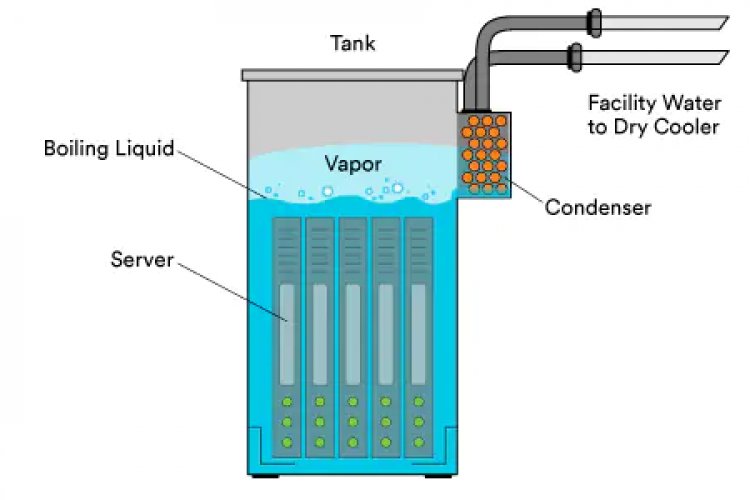 Tank
Facility Water
to Dry Cooler
Boiling Liquid
Vapor
Condenser
Server